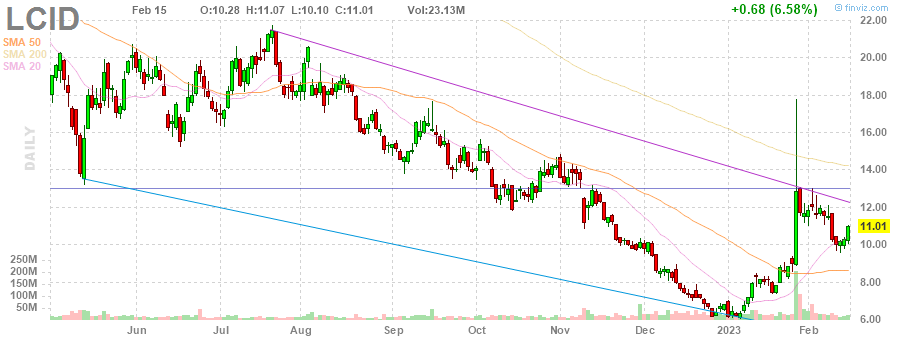 LCID
Feb 15 O:10.28 H:11.07 L:10.10 C:11.01 Vol:23.13M +0.68 (6.58%) © finviz.com
SMA 50
SMA 200
SMA 20
DAILY
22.00
20.00
18.00
16.00
14.00
12.00
11.01
10.00
8.00
6.00
250M
200M
150M
100M
50M
Jun Jul Aug Sep Oct Nov Dec 2023 Feb